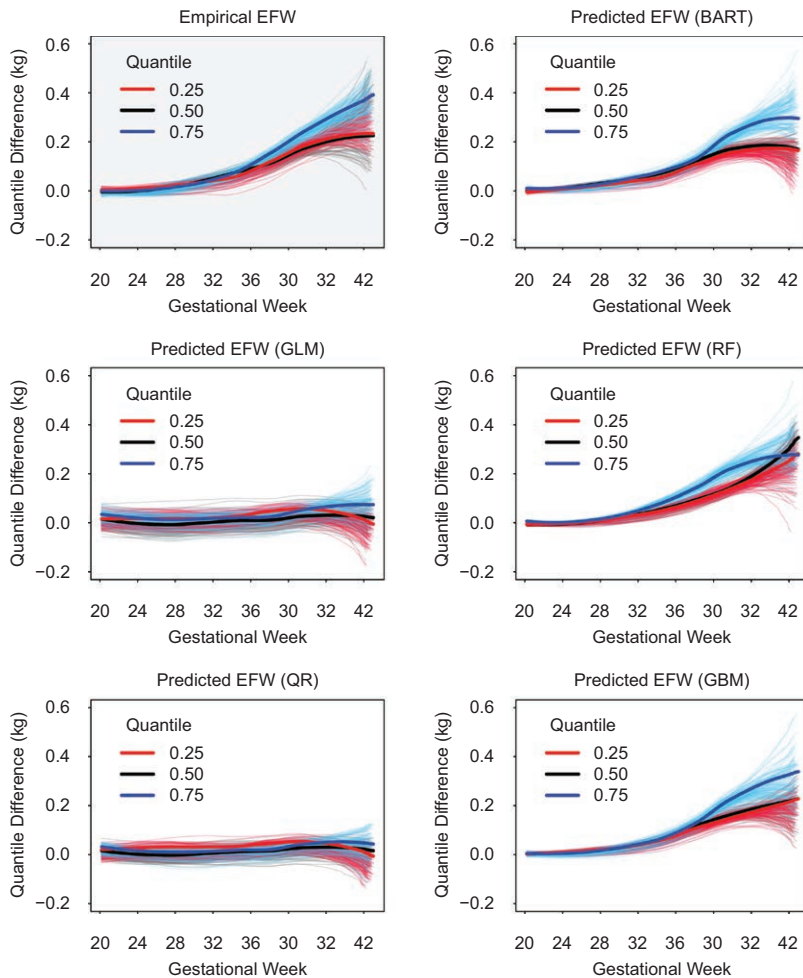 Empirical EFW
Quantile Difference (kg)
0.6
0.4
0.2
0.0
−0.2
Quantile
0.25
0.50
0.75
20 24 28 32 36 30 32 42
Gestational Week
Predicted EFW (BART)
Quantile Difference (kg)
0.6
0.4
0.2
0.0
−0.2
Quantile
0.25
0.50
0.75
20 24 28 32 36 30 32 42
Gestational Week
Predicted EFW (GLM)
Quantile Difference (kg)
0.6
0.4
0.2
0.0
−0.2
Quantile
0.25
0.50
0.75
20 24 28 32 36 30 32 42
Gestational Week
Predicted EFW (RF)
Quantile Difference (kg)
0.6
0.4
0.2
0.0
−0.2
Quantile
0.25
0.50
0.75
20 24 28 32 36 30 32 42
Gestational Week
Predicted EFW (QR)
Quantile Difference (kg)
0.6
0.4
0.2
0.0
−0.2
Quantile
0.25
0.50
0.75
20 24 28 32 36 30 32 42
Gestational Week
Predicted EFW (GBM)
Quantile Difference (kg)
0.6
0.4
0.2
0.0
−0.2
Quantile
0.25
0.50
0.75
20 24 28 32 36 30 32 42
Gestational Week